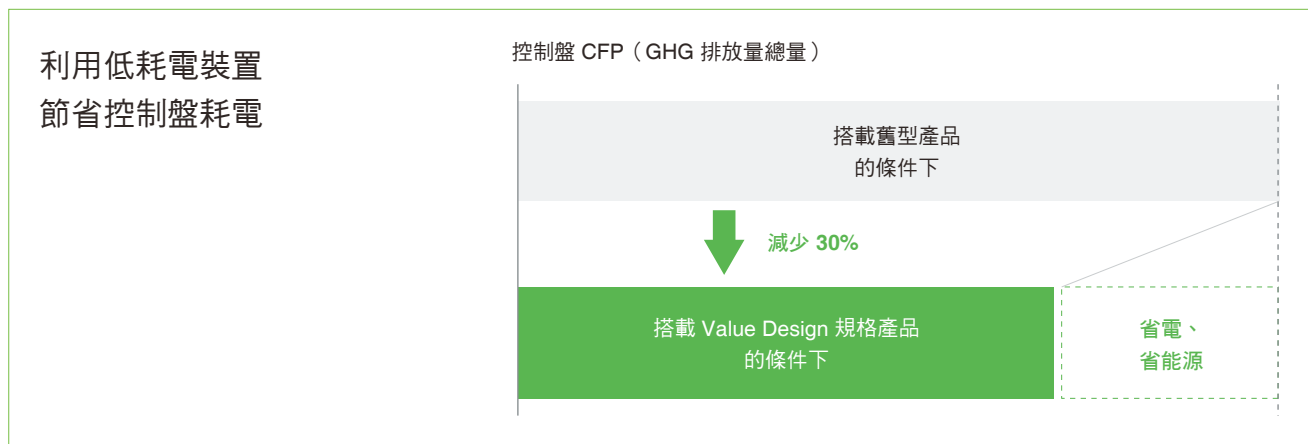 利用低耗電裝置
節省控制盤耗電
控制盤 CFP（GHG 排放量總量）
搭載舊型產品
的條件下
減少 30%
搭載 Value Design 規格產品
的條件下
省電、
省能源